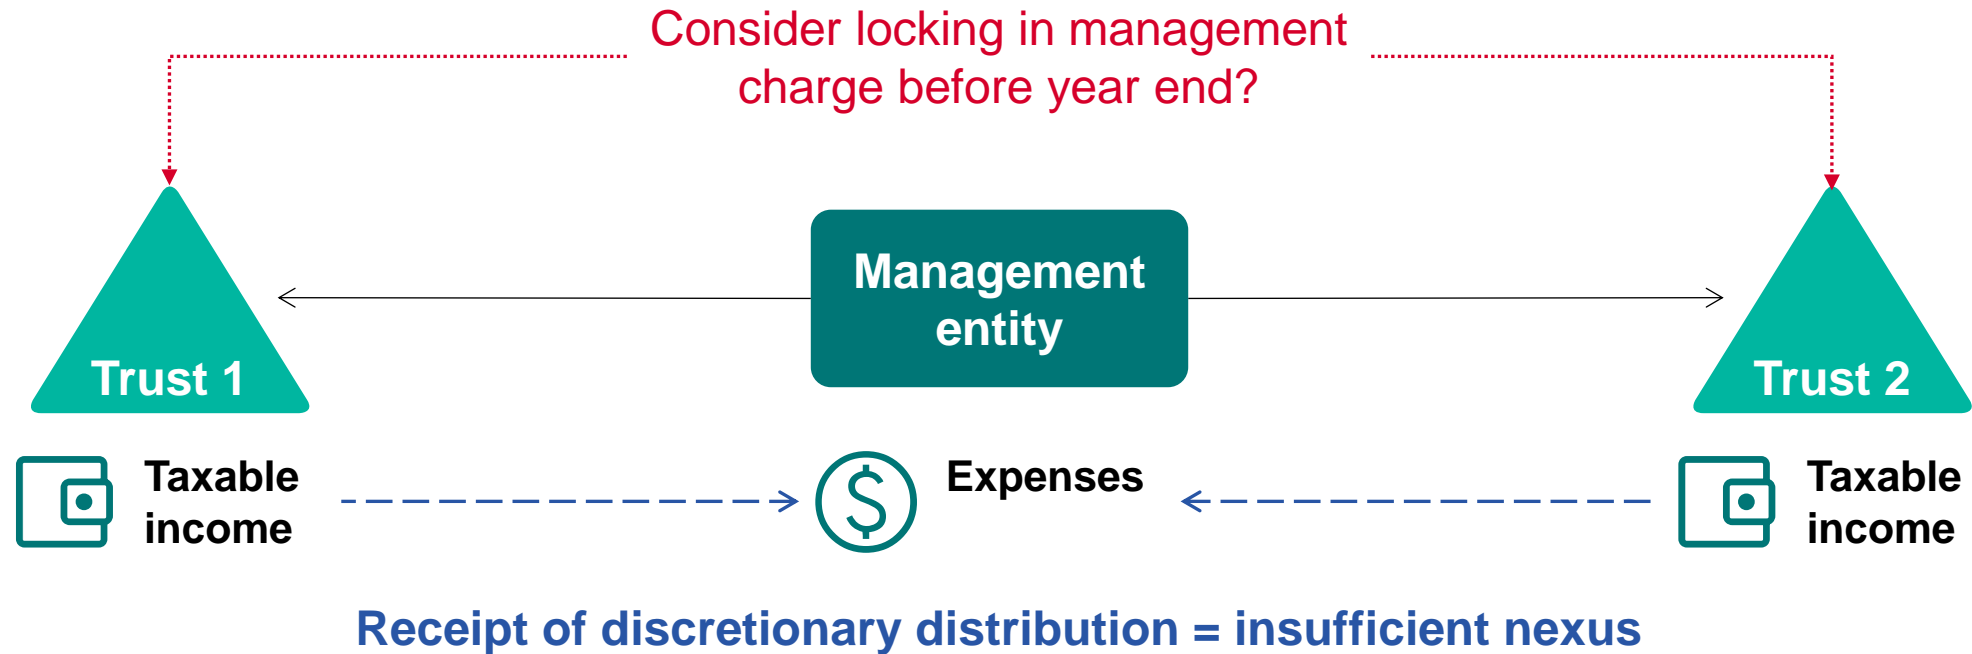 Consider locking in management
charge before year end?
Management
entity
Trust 1
Trust 2
Taxable
income
$
Expenses
Taxable
income
Receipt of discretionary distribution = insufficient nexus